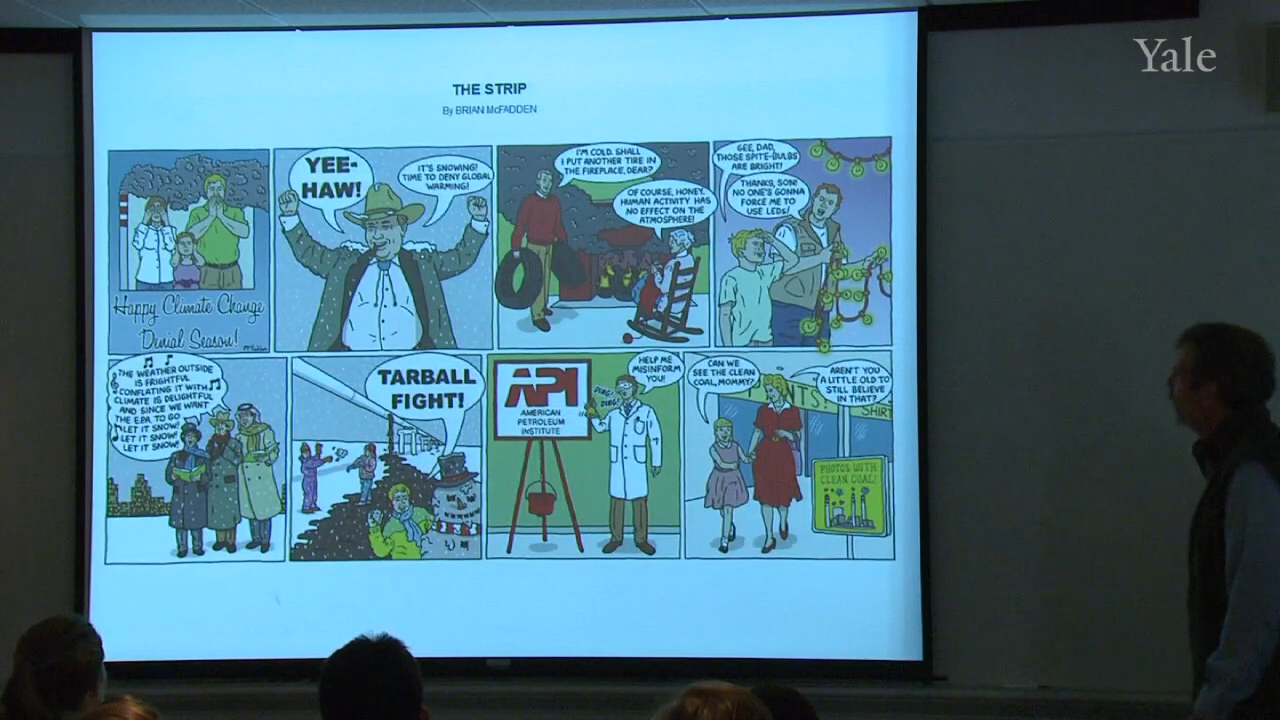 Yale
THE STRIP
By BRIAN McFADDEN
Happy Climate Change
Denial Season!
YEE-
HAW!
IT'S SNOWING!
TIME TO DENY GLOBAL
WARMING!
I'M COLD. SHALL
I PUT ANOTHER TIRE IN
THE FIREPLACE, DEAR?
OF COURSE, HONEY.
HUMAN ACTIVITY HAS
NO EFFECT ON THE
ATMOSPHERE!
GEE, DAD,
THOSE SPITE-BULBS
ARE BRIGHT!
THANKS, SON!
NO ONE'S GONNA
FORCE ME TO
USE LEDs!
THE WEATHER OUTSIDE
IS FRIGHTFUL
CONFLATING IT WITH
CLIMATE IS DELIGHTFUL
AND SINCE WE WANT
THE E.P.A. TO GO
LET IT SNOW!
LET IT SNOW!
LET IT SNOW!
TARBALL
FIGHT!
API
AMERICAN
PETROLEUM
INSTITUTE
DING!
DING!
HELP ME
MISINFORM
YOU!
CAN WE
SEE THE CLEAN
COAL, MOMMY?
AREN'T YOU
A LITTLE OLD TO
STILL BELIEVE
IN THAT?
SHIRT
PHOTOS WITH
CLEAN COAL!